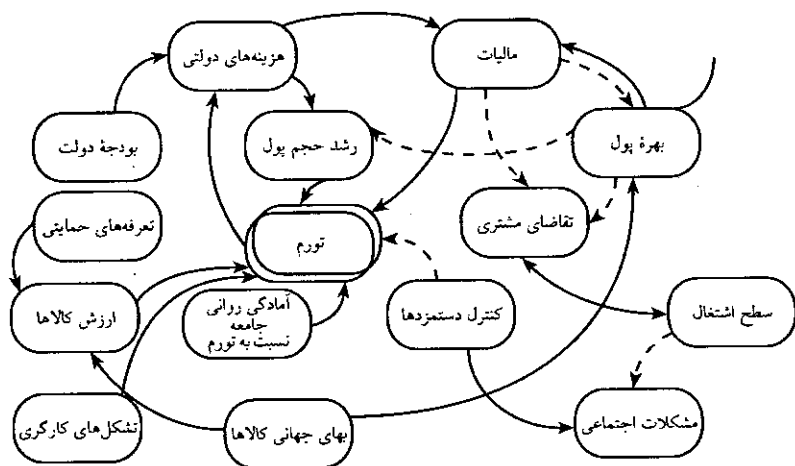 هزینه‌های دولتی
مالیات
بودجهٔ دولت
رشد حجم پول
بهرهٔ پول
تعرفه‌های حمایتی
تورم
تقاضای مشتری
ارزش کالاها
آمادگی روانی
جامعه
نسبت به تورم
کنترل دستمزدها
سطح اشتغال
تشکل‌های کارگری
بهای جهانی کالاها
مشکلات اجتماعی